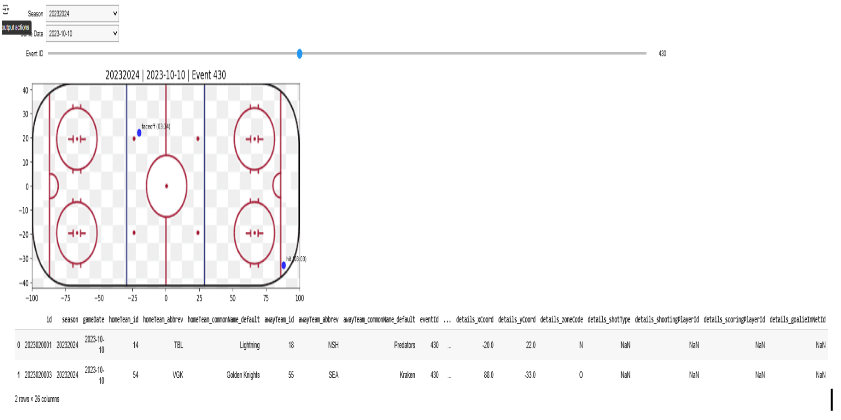 Season 20232024
output actions
Date 2023-10-10
Event ID 430
20232024 | 2023-10-10 | Event 430
40
30
20
10
0
−10
−20
−30
−40
−100 −75 −50 −25 0 25 50 75 100
id season gameDate homeTeam_id homeTeam_abbrev homeTeam_commonName_default awayTeam_id awayTeam_abbrev awayTeam_commonName_default eventId ... details_xCoord details_yCoord details_zoneCode details_shotType details_shootingPlayerId details_scoringPlayerId details_goalieInNetId
0 2023020001 20232024 2023-10-10 14 TBL Lightning 18 NSH Predators 430 ... -20.0 22.0 N NaN NaN NaN NaN
1 2023020003 20232024 2023-10-10 54 VGK Golden Knights 55 SEA Kraken 430 ... -33.0 O NaN NaN NaN NaN
2 rows × 26 columns